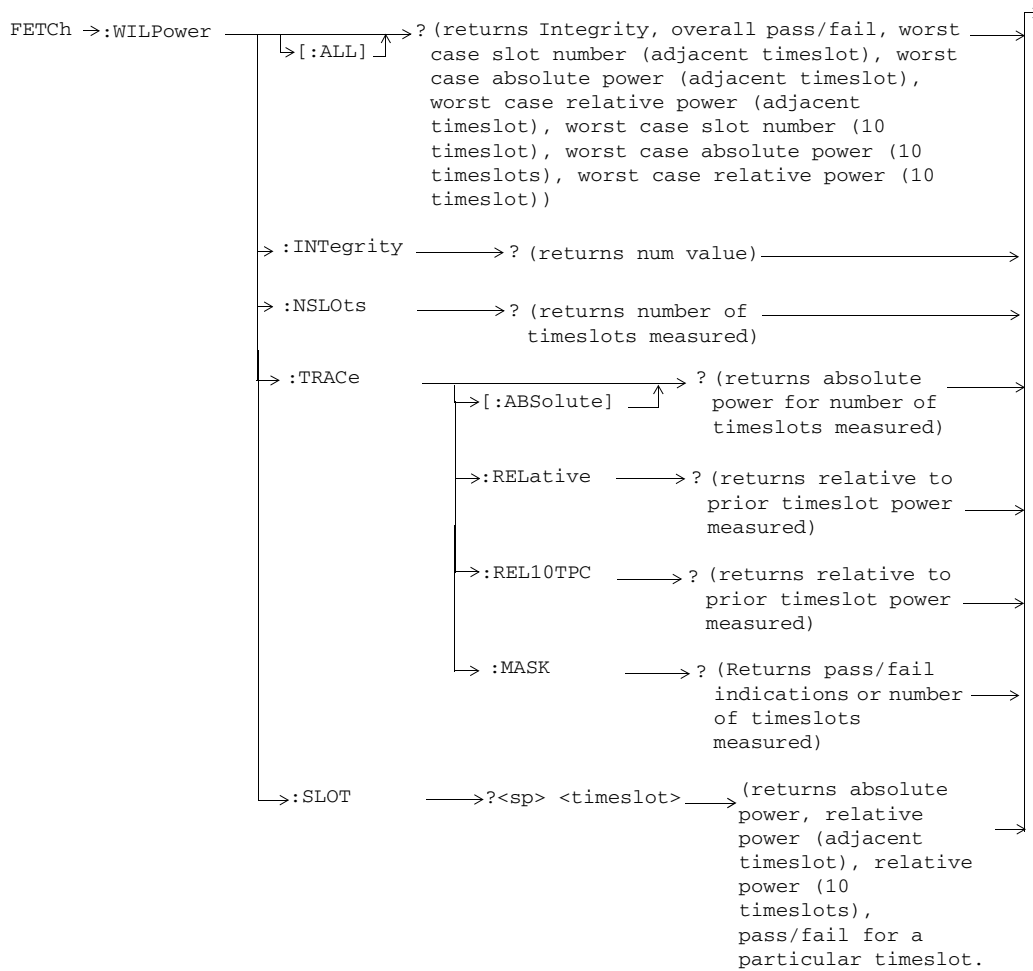 FETCh :WILPower
[:ALL]
? (returns Integrity, overall pass/fail, worst
case slot number (adjacent timeslot), worst
case absolute power (adjacent timeslot),
worst case relative power (adjacent
timeslot), worst case slot number (10
timeslot), worst case absolute power (10
timeslots), worst case relative power (10
timeslot))
:INTegrity ? (returns num value)
:NSLOts ? (returns number of
timeslots measured)
:TRACe ? (returns absolute
[:ABSolute] power for number of
timeslots measured)
:RELative ? (returns relative to
prior timeslot power
measured)
:REL10TPC ? (returns relative to
prior timeslot power
measured)
:MASK ? (Returns pass/fail
indications or number
of timeslots
measured)
:SLOT ?<sp> <timeslot> (returns absolute
power, relative
power (adjacent
timeslot), relative
power (10
timeslots),
pass/fail for a
particular timeslot.